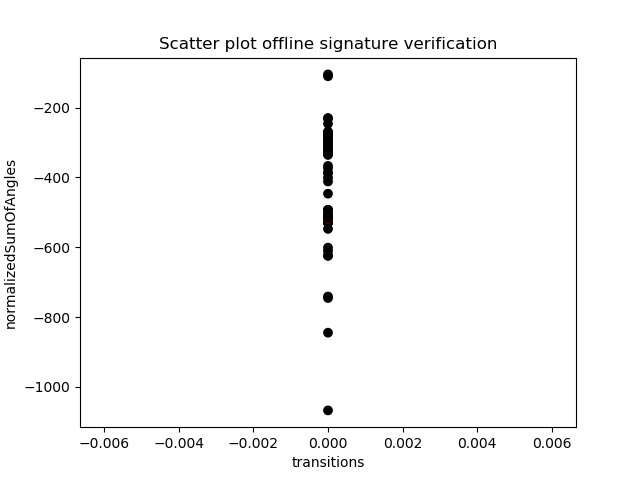 Scatter plot offline signature verification
normalizedSumOfAngles
−200
−400
−600
−800
−1000
−0.006 −0.004 −0.002 0.000 0.002 0.004 0.006
transitions